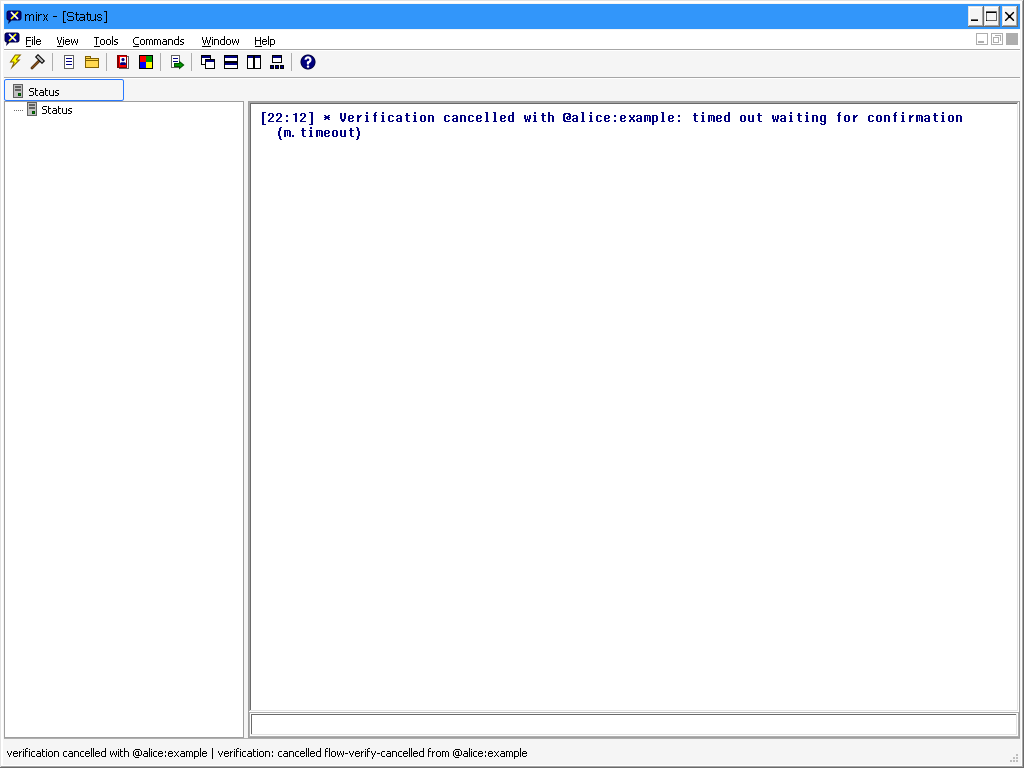 mirx - [Status]
File View Tools Commands Window Help
Status
Status
[22:12] * Verification cancelled with @alice:example: timed out waiting for confirmation
(m.timeout)
verification cancelled with @alice:example | verification: cancelled flow-verify-cancelled from @alice:example